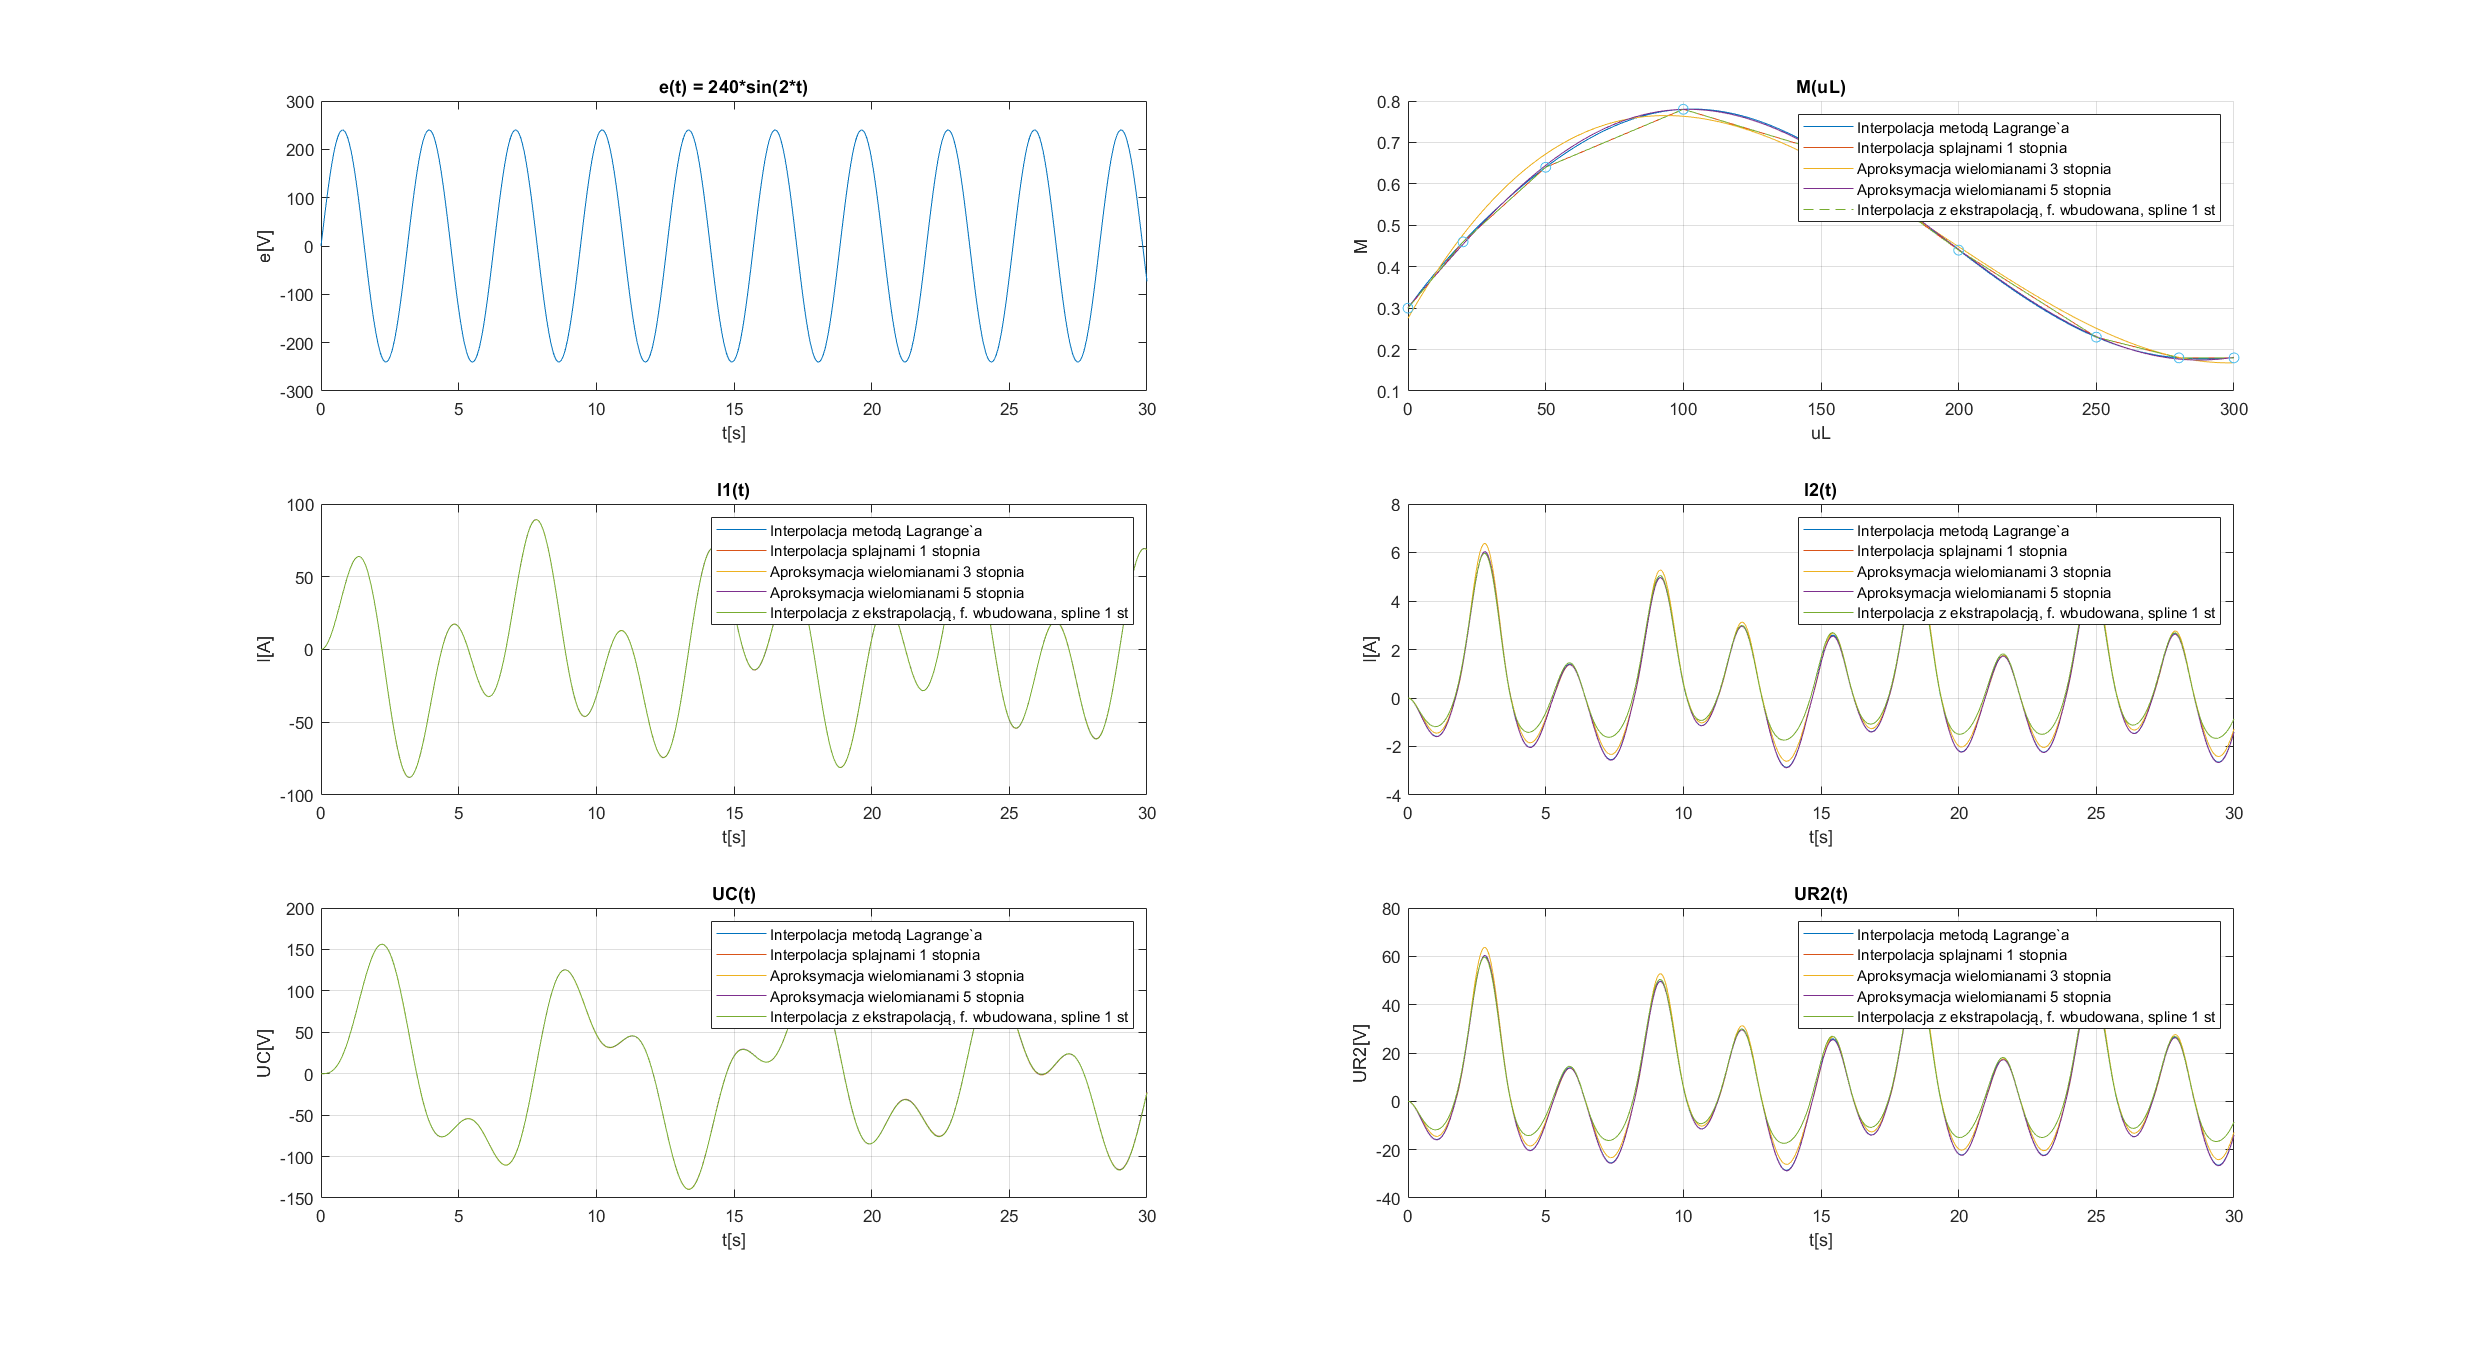 e(t) = 240*sin(2*t)
300
200
100
0
-100
-200
-300
e[V]
0 5 10 15 20 25 30
t[s]
M(uL)
0.8
0.7
0.6
0.5
0.4
0.3
0.2
0.1
M
Interpolacja metodą Lagrange`a
Interpolacja splajnami 1 stopnia
Aproksymacja wielomianami 3 stopnia
Aproksymacja wielomianami 5 stopnia
Interpolacja z ekstrapolacją, f. wbudowana, spline 1 st
0 50 100 150 200 250 300
uL
I1(t)
100
50
0
-50
-100
I[A]
Interpolacja metodą Lagrange`a
Interpolacja splajnami 1 stopnia
Aproksymacja wielomianami 3 stopnia
Aproksymacja wielomianami 5 stopnia
Interpolacja z ekstrapolacją, f. wbudowana, spline 1 st
0 5 10 15 20 25 30
t[s]
I2(t)
8
6
4
2
0
-2
-4
I[A]
Interpolacja metodą Lagrange`a
Interpolacja splajnami 1 stopnia
Aproksymacja wielomianami 3 stopnia
Aproksymacja wielomianami 5 stopnia
Interpolacja z ekstrapolacją, f. wbudowana, spline 1 st
0 5 10 15 20 25 30
t[s]
UC(t)
200
150
100
50
0
-50
-100
-150
UC[V]
Interpolacja metodą Lagrange`a
Interpolacja splajnami 1 stopnia
Aproksymacja wielomianami 3 stopnia
Aproksymacja wielomianami 5 stopnia
Interpolacja z ekstrapolacją, f. wbudowana, spline 1 st
0 5 10 15 20 25 30
t[s]
UR2(t)
80
60
40
20
0
-20
-40
UR2[V]
Interpolacja metodą Lagrange`a
Interpolacja splajnami 1 stopnia
Aproksymacja wielomianami 3 stopnia
Aproksymacja wielomianami 5 stopnia
Interpolacja z ekstrapolacją, f. wbudowana, spline 1 st
0 5 10 15 20 25 30
t[s]